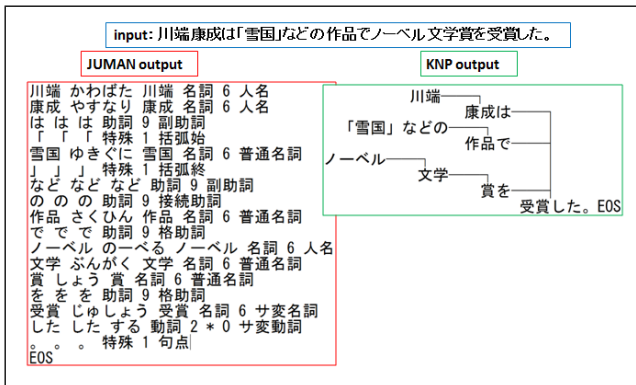 input: 川端康成は「雪国」などの作品でノーベル文学賞を受賞した。
JUMAN output
川端 かわばた 川端 名詞 6 人名
康成 やすなり 康成 名詞 6 人名
は は は 助詞 9 副助詞
「 「 「 特殊 1 括弧始
雪国 ゆきぐに 雪国 名詞 6 普通名詞
」 」 」 特殊 1 括弧終
など など など 助詞 9 副助詞
の の の 助詞 9 接続助詞
作品 さくひん 作品 名詞 6 普通名詞
で で で 助詞 9 格助詞
ノーベル のーべる ノーベル 名詞 6 人名
文学 ぶんがく 文学 名詞 6 普通名詞
賞 しょう 賞 名詞 6 普通名詞
を を を 助詞 9 格助詞
受賞 じゅしょう 受賞 名詞 6 サ変名詞
した した する 動詞 2 * 0 サ変動詞
。 。 。 特殊 1 句点
EOS
KNP output
川端
康成は
「雪国」などの
作品で
ノーベル
文学
賞を
受賞した。EOS